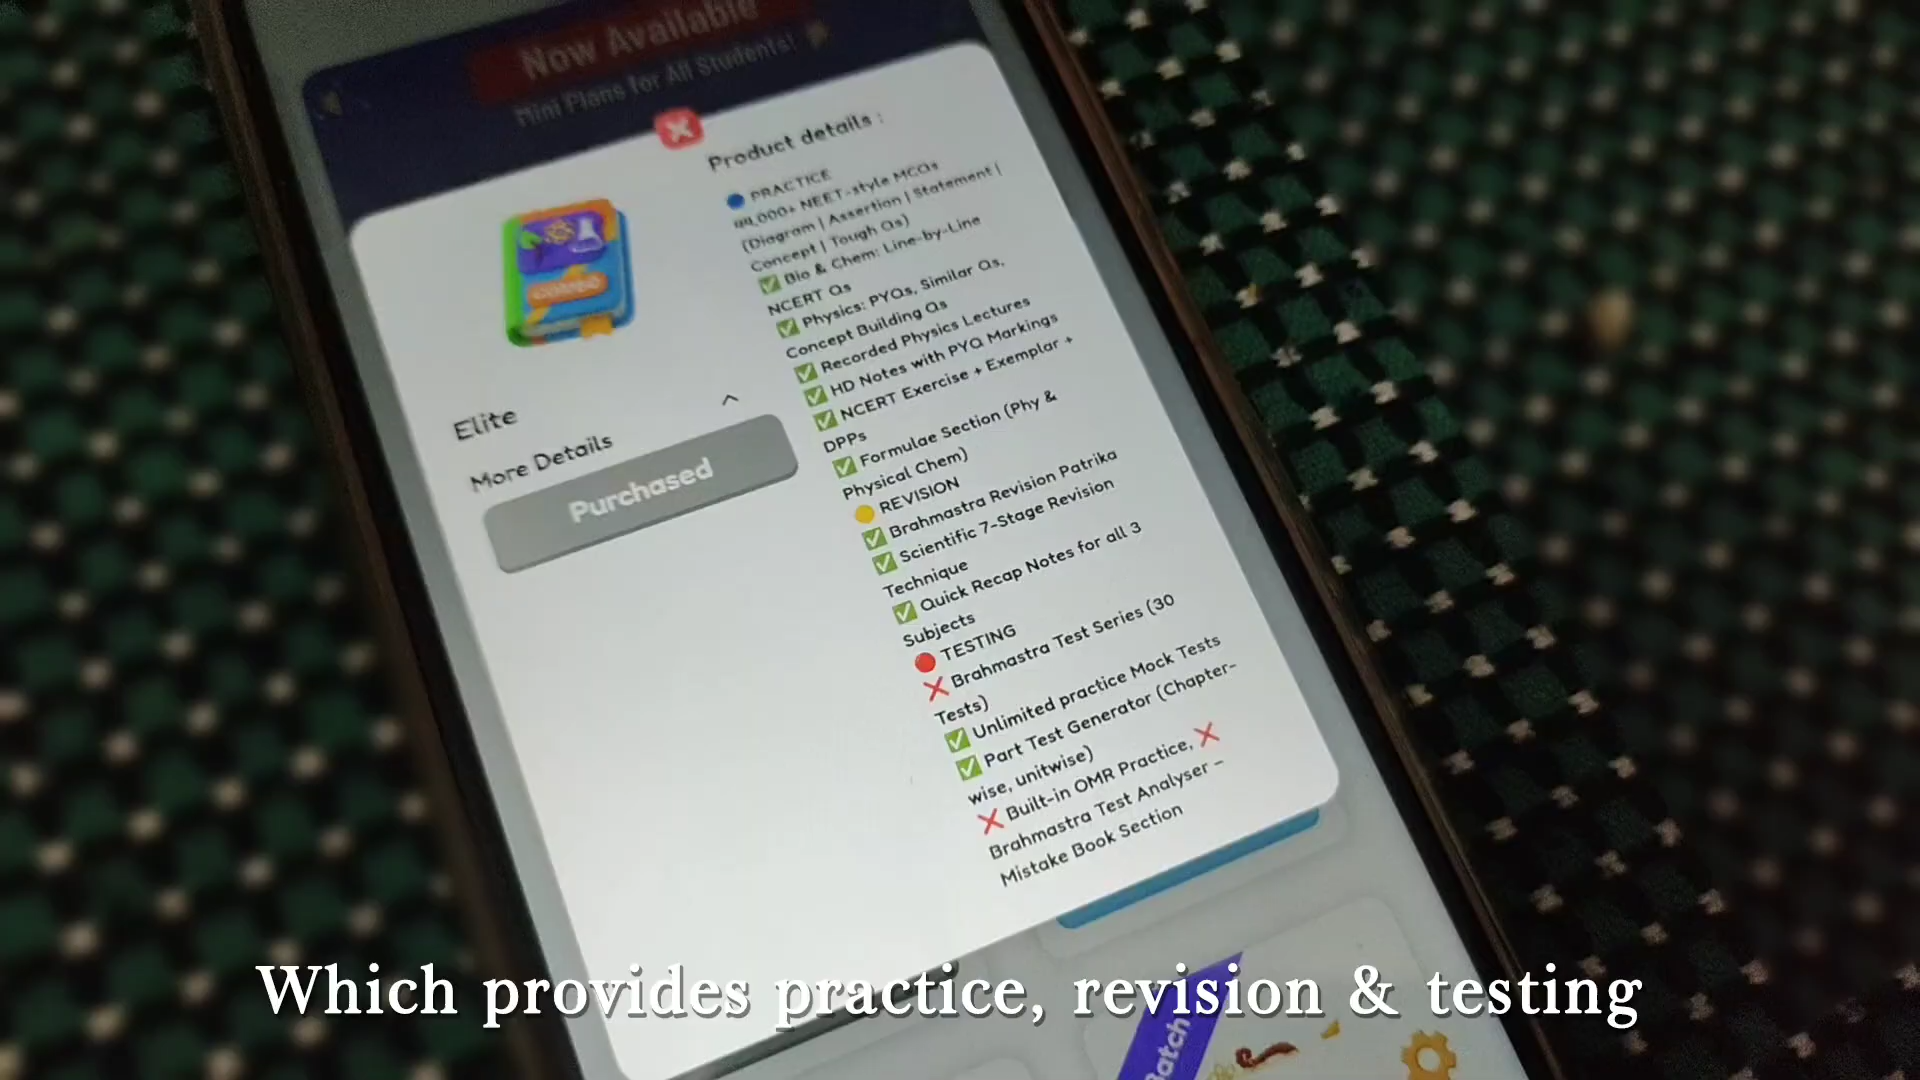 Now Available
Mini Plans for All Students!
Product details :
PRACTICE
NEET-style MCQs
(Diagram | Assertion | Statement |
Concept | Tough Qs)
✅ Bio & Chem: Line-by-Line
NCERT Qs
✅ Physics: PYQs, Similar Qs,
Concept Building Qs
✅ Recorded Physics Lectures
✅ HD Notes with PYQ Markings
✅ NCERT Exercise + Exemplar +
DPPs
✅ Formulae Section (Phy &
Physical Chem)
REVISION
✅ Brahmastra Revision Patrika
✅ Scientific 7-Stage Revision
Technique
✅ Quick Recap Notes for all 3
Subjects
TESTING
❌ Brahmastra Test Series (30
Tests)
✅ Unlimited practice Mock Tests
✅ Part Test Generator (Chapter-
wise, unitwise)
❌ Built-in OMR Practice, ❌
Brahmastra Test Analyser –
Mistake Book Section
Elite
More Details
Purchased
Batch
Which provides practice, revision & testing